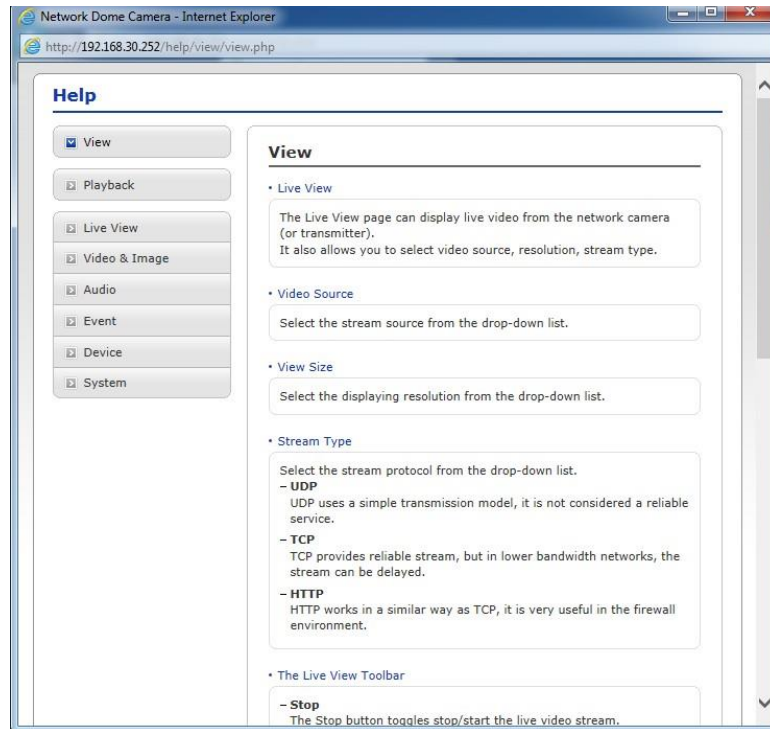 Network Dome Camera - Internet Explorer
http://192.168.30.252/help/view/view.php
Help
View
Playback
Live View
Video & Image
Audio
Event
Device
System
View
• Live View
The Live View page can display live video from the network camera
(or transmitter).
It also allows you to select video source, resolution, stream type.
• Video Source
Select the stream source from the drop-down list.
• View Size
Select the displaying resolution from the drop-down list.
• Stream Type
Select the stream protocol from the drop-down list.
– UDP
UDP uses a simple transmission model, it is not considered a reliable
service.
– TCP
TCP provides reliable stream, but in lower bandwidth networks, the
stream can be delayed.
– HTTP
HTTP works in a similar way as TCP, it is very useful in the firewall
environment.
• The Live View Toolbar
– Stop
The Stop button toggles stop/start the live video stream.